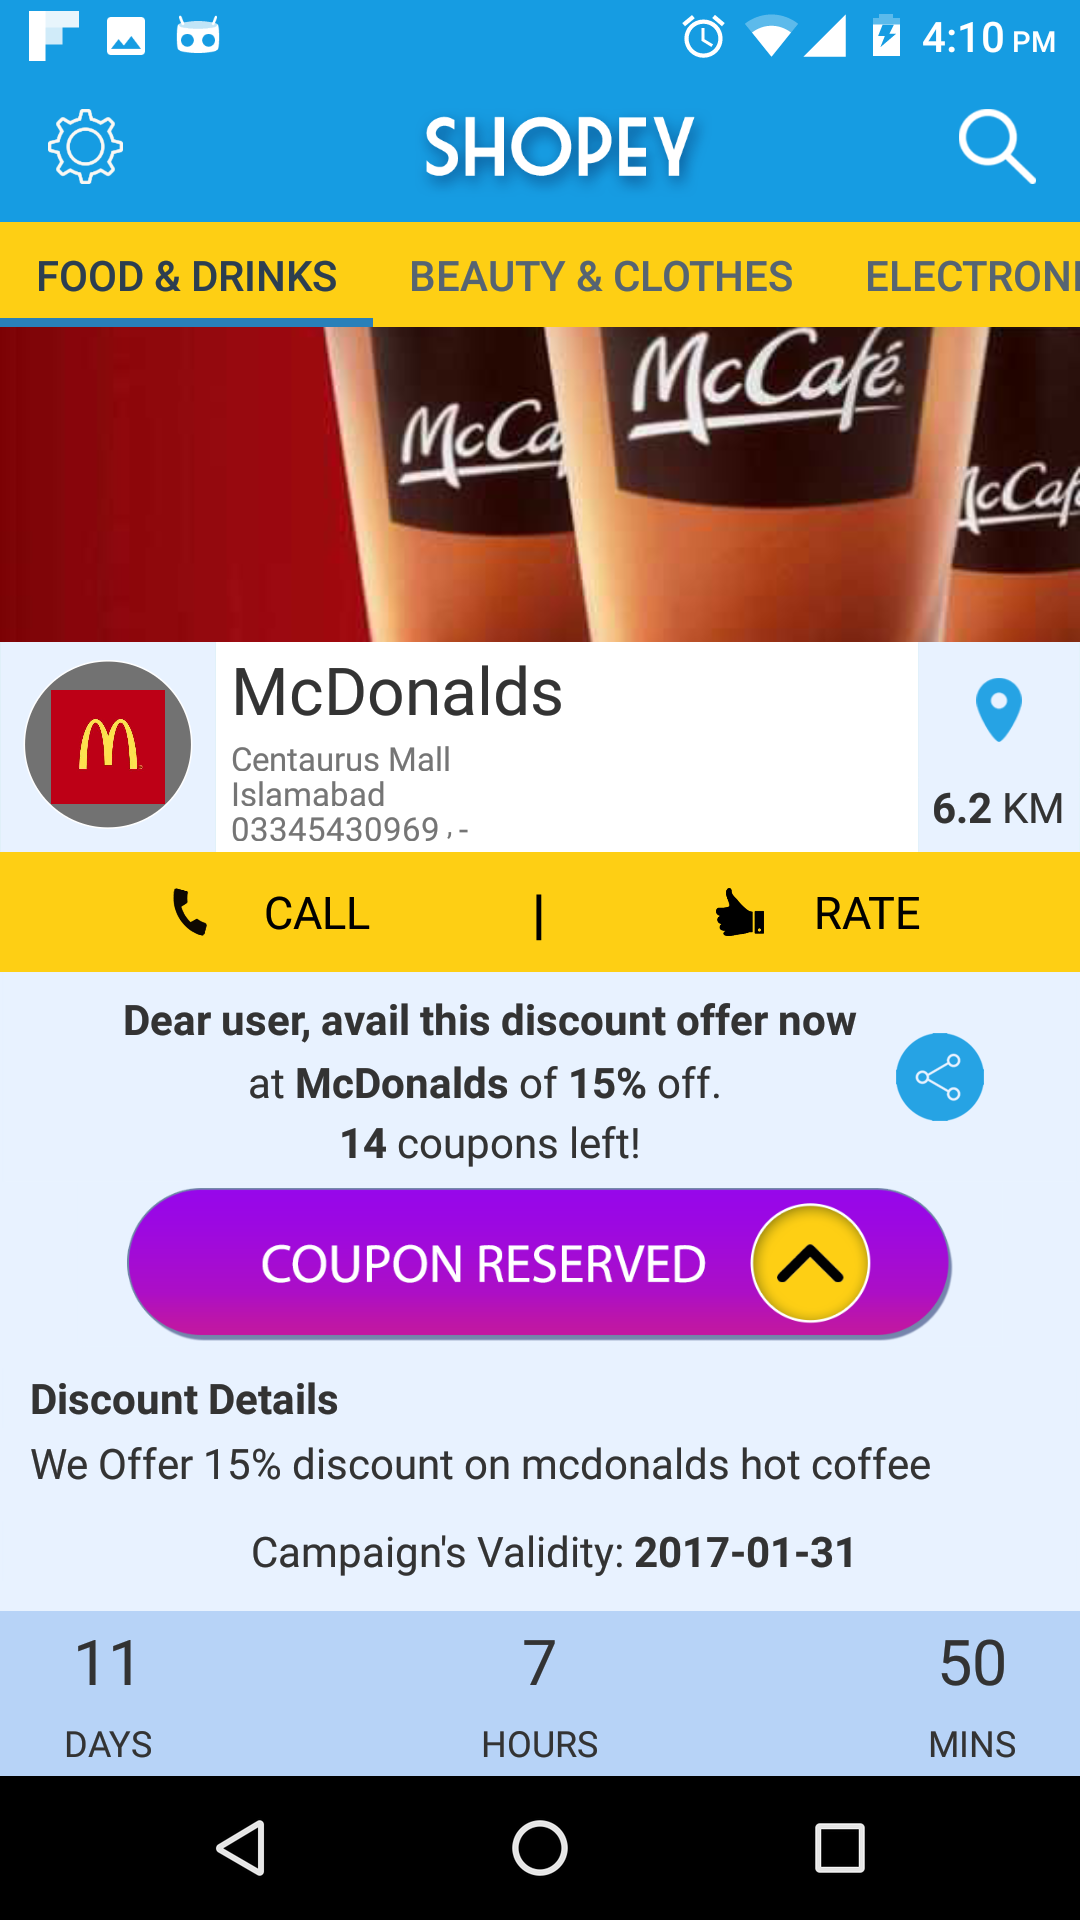 4:10 PM
SHOPEY
FOOD & DRINKS BEAUTY & CLOTHES ELECTRONI
McCafé
McCa
McCafé
McDonalds
Centaurus Mall
Islamabad
03345430969 , -
6.2 KM
CALL | RATE
Dear user, avail this discount offer now
at McDonalds of 15% off.
14 coupons left!
COUPON RESERVED
Discount Details
We Offer 15% discount on mcdonalds hot coffee
Campaign's Validity: 2017-01-31
11 7 50
DAYS HOURS MINS